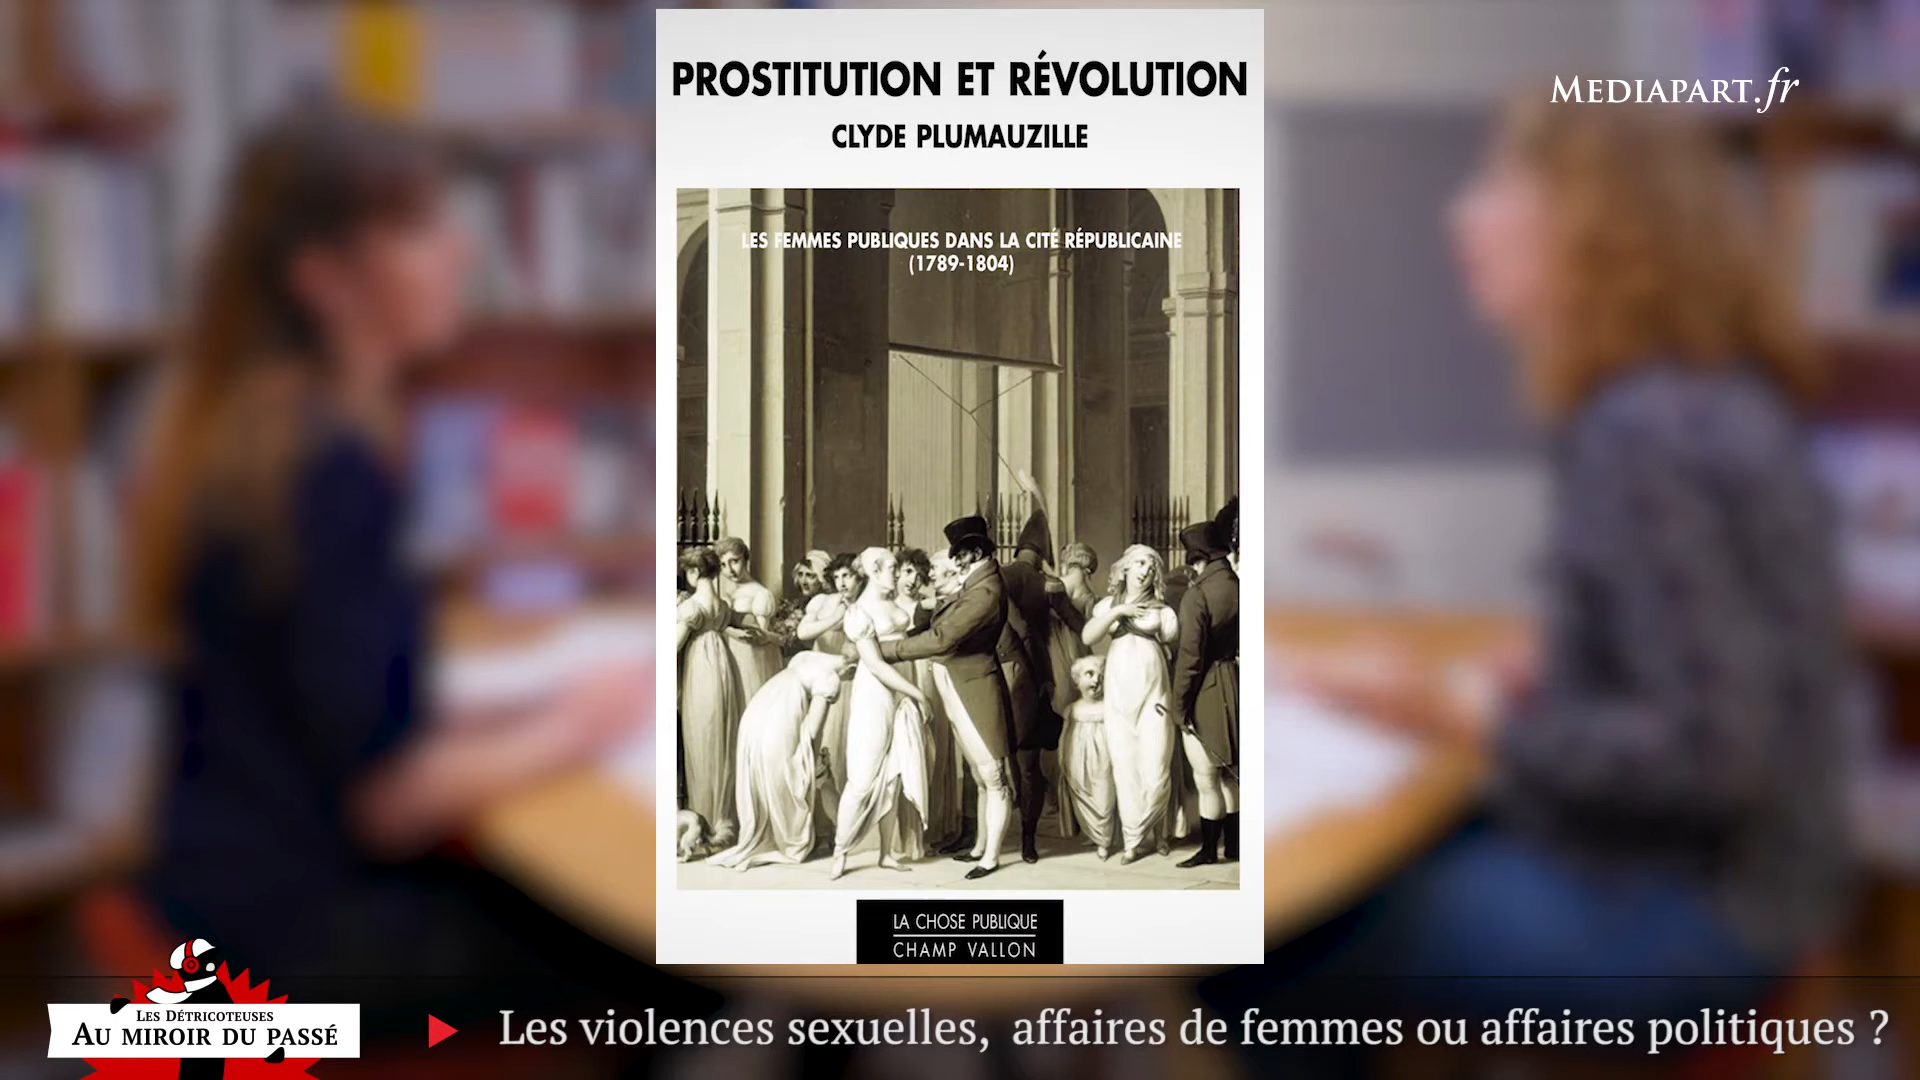 PROSTITUTION ET RÉVOLUTION
CLYDE PLUMAUZILLE
LES FEMMES PUBLIQUES DANS LA CITÉ RÉPUBLICAINE
(1789-1804)
LA CHOSE PUBLIQUE
CHAMP VALLON
MEDIAPART.fr
LES DÉTRICOTEUSES
AU MIROIR DU PASSÉ
Les violences sexuelles, affaires de femmes ou affaires politiques ?